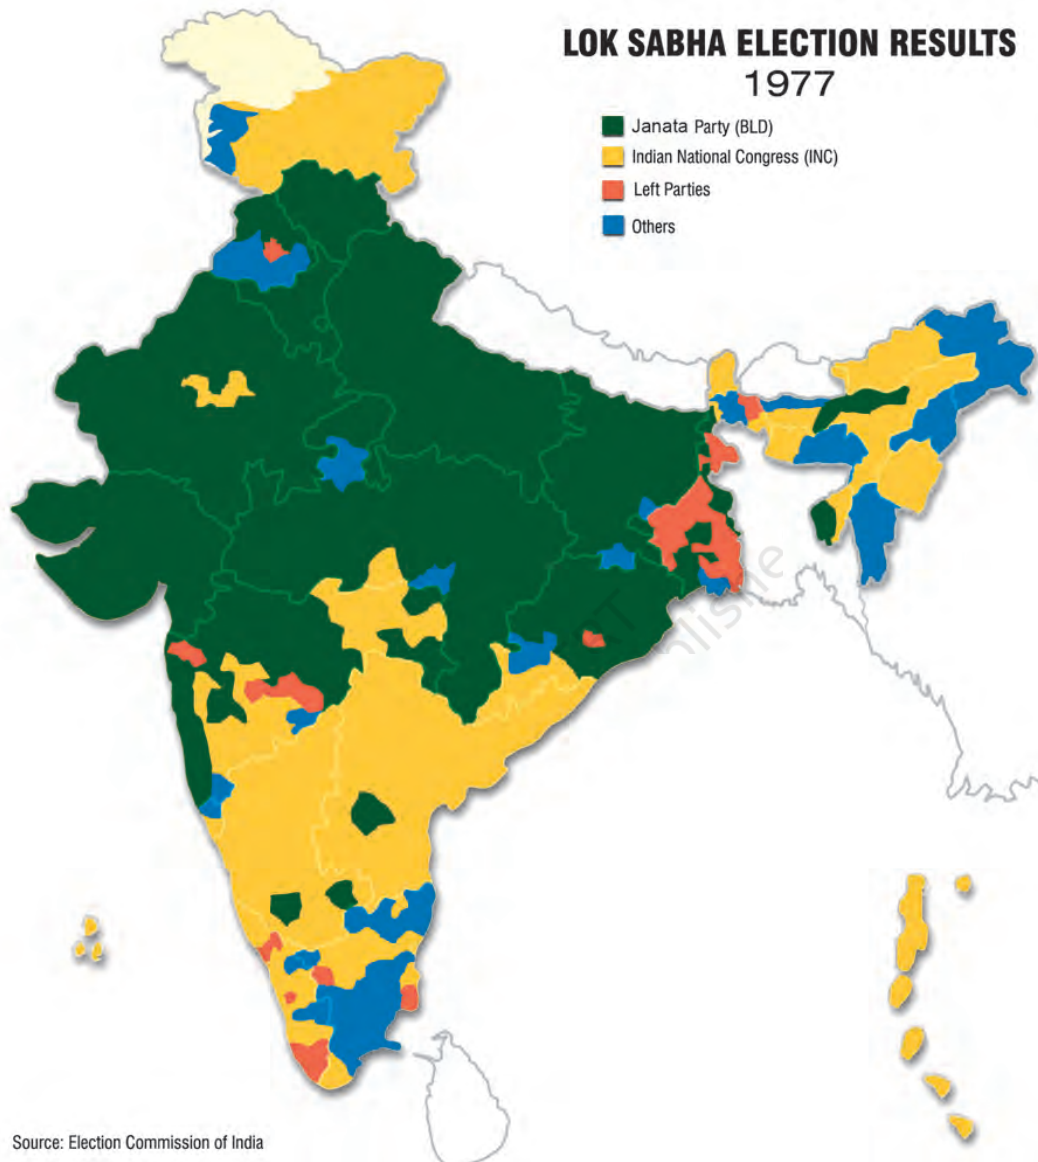 LOK SABHA ELECTION RESULTS
1977
Janata Party (BLD)
Indian National Congress (INC)
Left Parties
Others
Source: Election Commission of India